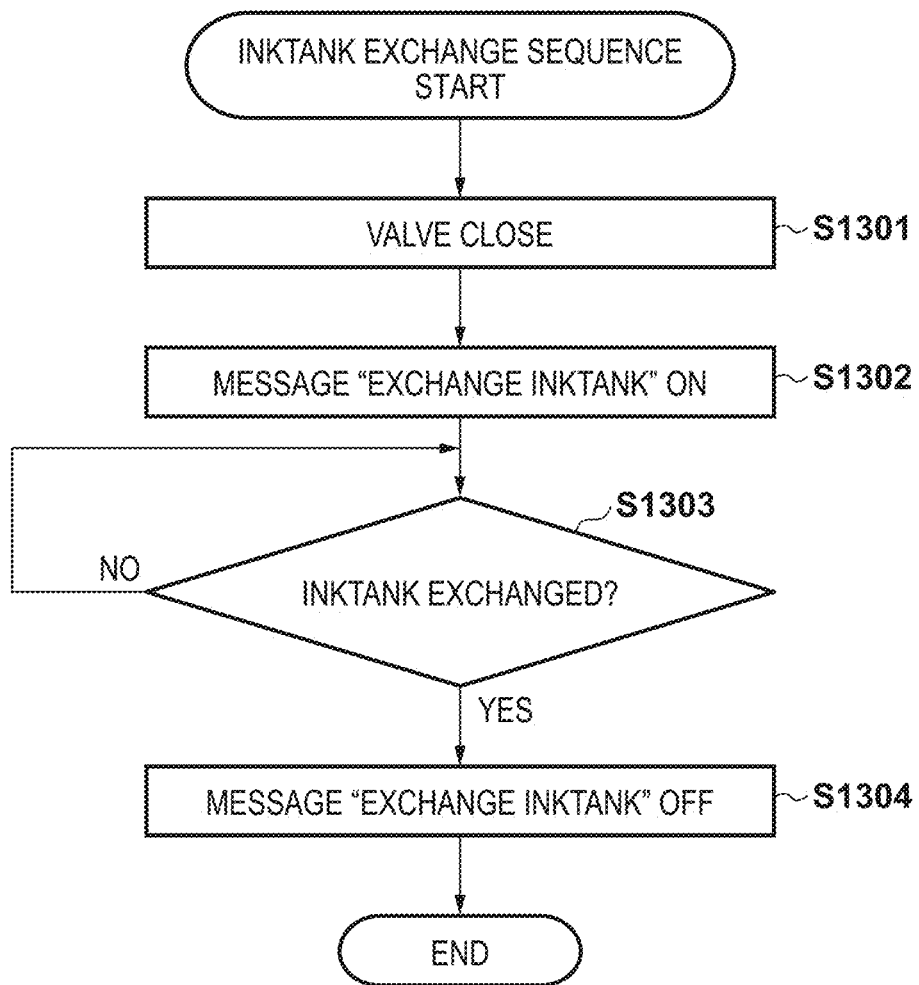 INKTANK EXCHANGE SEQUENCE
START
VALVE CLOSE
S1301
MESSAGE “EXCHANGE INKTANK” ON
S1302
S1303
NO
INKTANK EXCHANGED?
YES
MESSAGE “EXCHANGE INKTANK” OFF
S1304
END